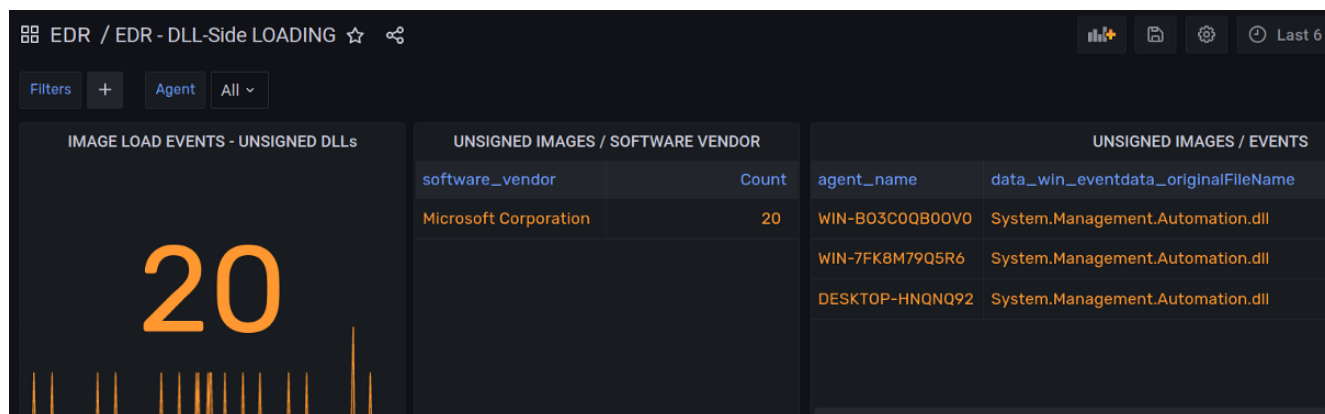 EDR / EDR - DLL-Side LOADING
Last 6
Filters + Agent All
IMAGE LOAD EVENTS - UNSIGNED DLLs
20
UNSIGNED IMAGES / SOFTWARE VENDOR
software_vendor Count
Microsoft Corporation 20
UNSIGNED IMAGES / EVENTS
agent_name data_win_eventdata_originalFileName
WIN-BO3C0QB0OV0 System.Management.Automation.dll
WIN-7FK8M79Q5R6 System.Management.Automation.dll
DESKTOP-HNQNQ92 System.Management.Automation.dll